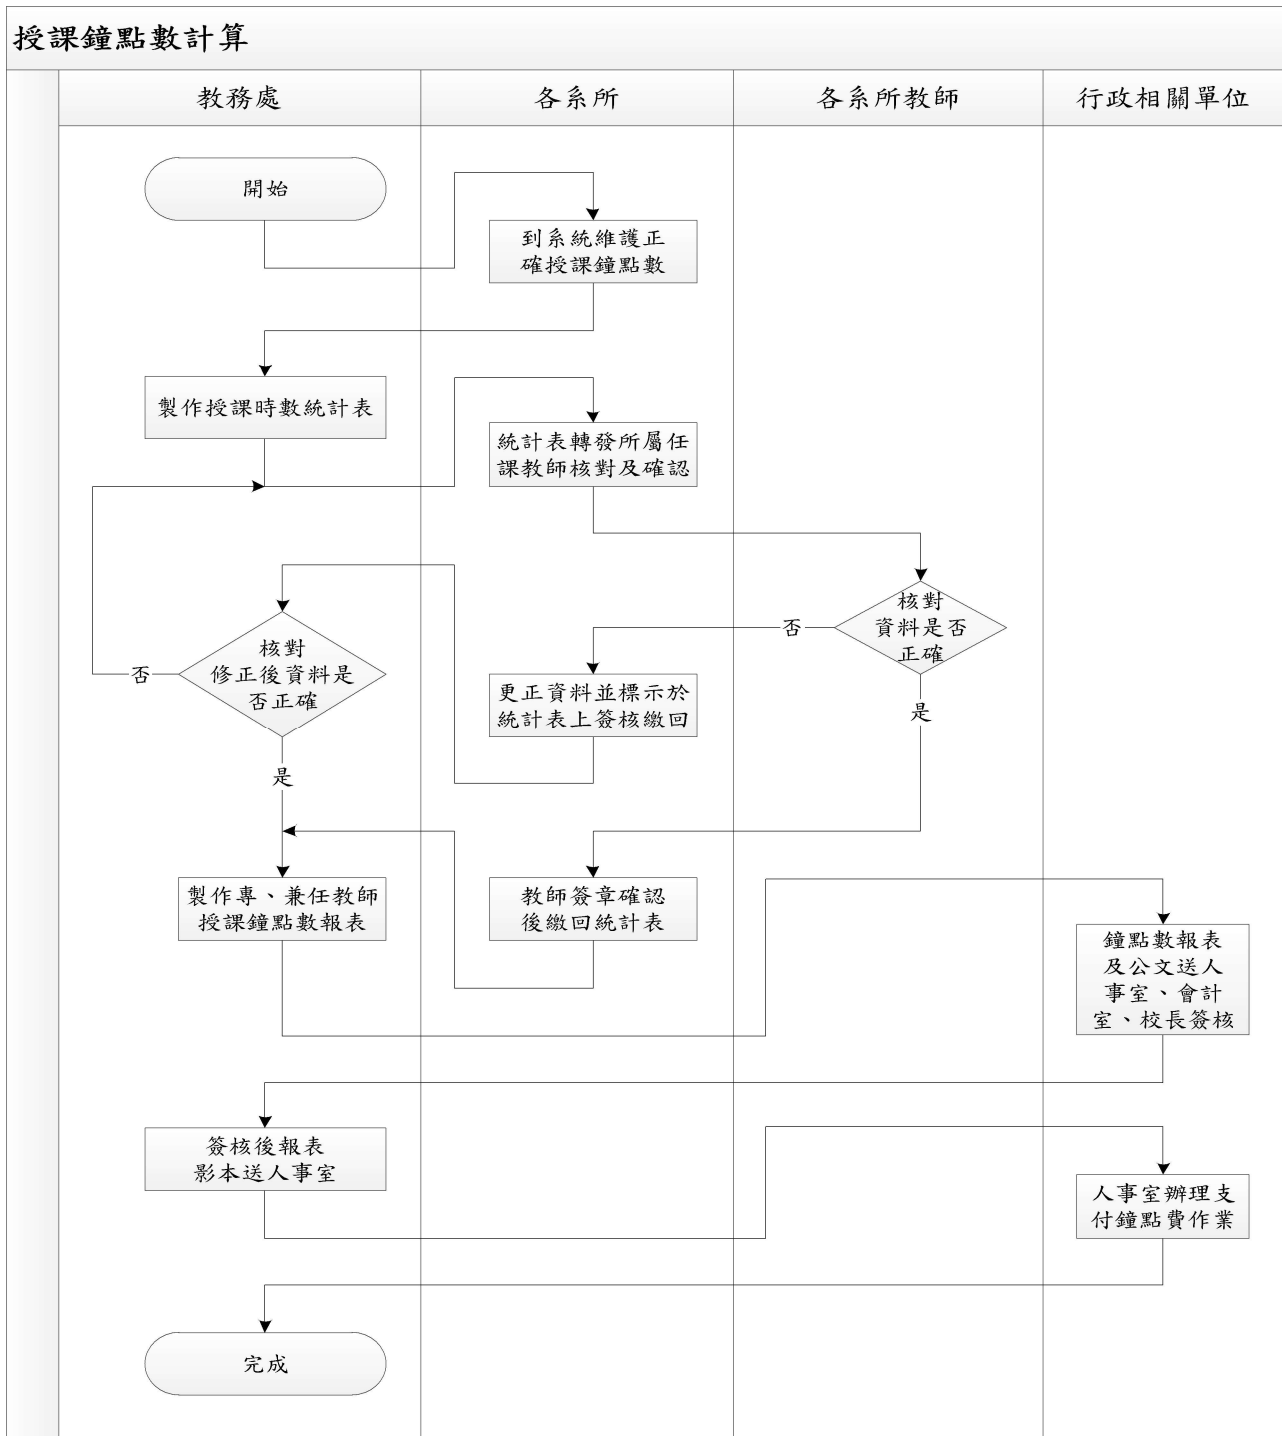 授課鐘點數計算
教務處
各系所
各系所教師
行政相關單位
開始
到系統維護正
確授課鐘點數
製作授課時數統計表
統計表轉發所屬任
課教師核對及確認
核對
資料是否
正確
否
是
核對
修正後資料是
否正確
否
是
更正資料並標示於
統計表上簽核繳回
製作專、兼任教師
授課鐘點數報表
教師簽章確認
後繳回統計表
鐘點數報表
及公文送人
事室、會計
室、校長簽核
簽核後報表
影本送人事室
人事室辦理支
付鐘點費作業
完成